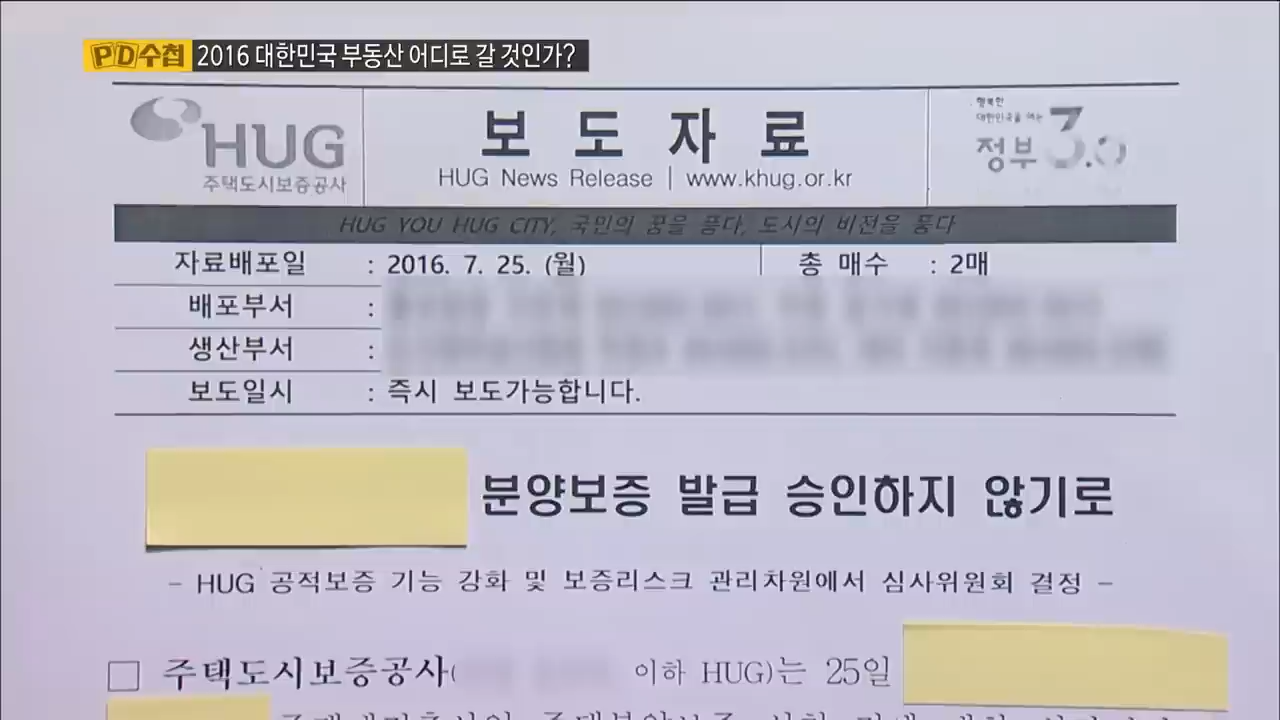 PD수첩 2016 대한민국 부동산 어디로 갈 것인가?
HUG
주택도시보증공사
보 도 자 료
HUG News Release | www.khug.or.kr
행복한
대한민국을 여는
정부 3.0
HUG YOU HUG CITY, 국민의 꿈을 품다, 도시의 비전을 품다
자료배포일 : 2016. 7. 25. (월) 총 매수 : 2매
배포부서 :
생산부서 :
보도일시 : 즉시 보도가능합니다.
분양보증 발급 승인하지 않기로
- HUG 공적보증 기능 강화 및 보증리스크 관리차원에서 심사위원회 결정 -
□ 주택도시보증공사( 이하 HUG)는 25일